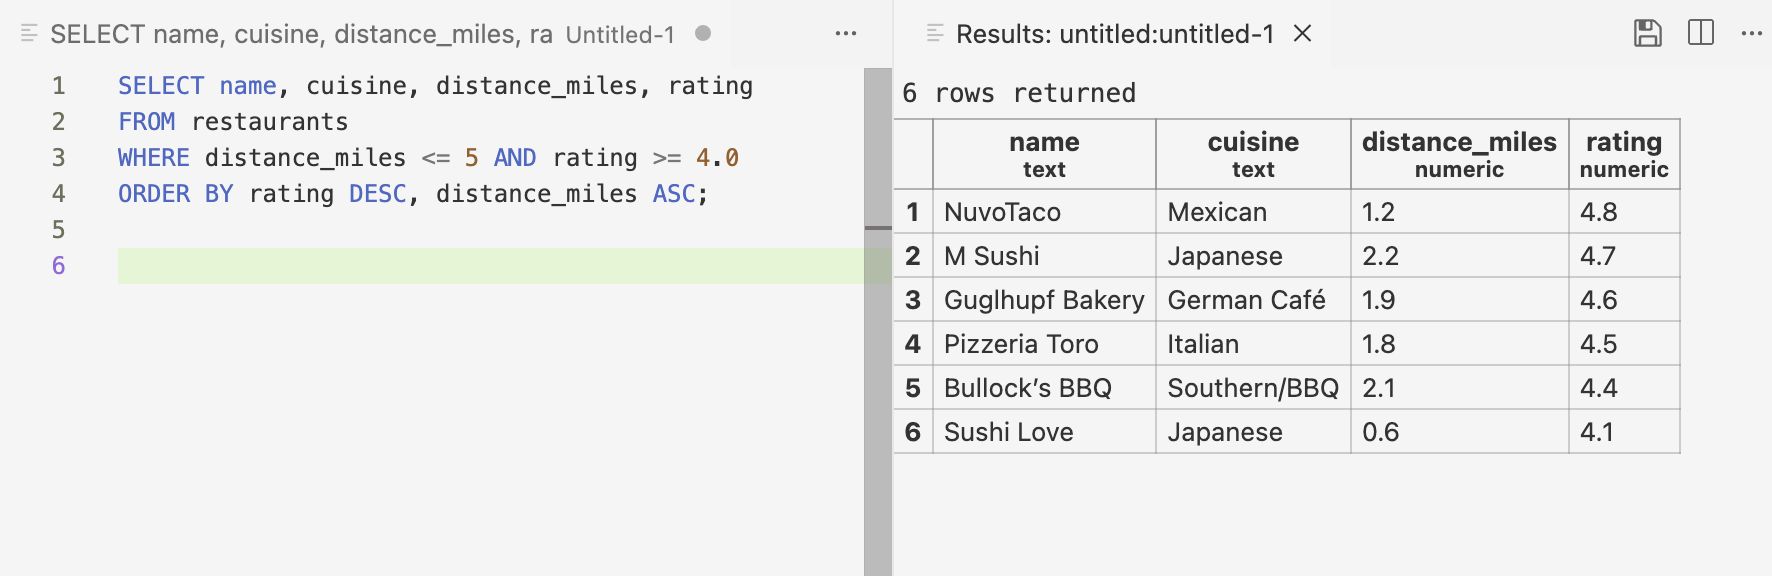 SELECT name, cuisine, distance_miles, ra Untitled-1
1 SELECT name, cuisine, distance_miles, rating
2 FROM restaurants
3 WHERE distance_miles <= 5 AND rating >= 4.0
4 ORDER BY rating DESC, distance_miles ASC;
5
6
Results: untitled:untitled-1
6 rows returned
name cuisine distance_miles rating
text text numeric numeric
1 NuvoTaco Mexican 1.2 4.8
2 M Sushi Japanese 2.2 4.7
3 Guglhupf Bakery German Café 1.9 4.6
4 Pizzeria Toro Italian 1.8 4.5
5 Bullock’s BBQ Southern/BBQ 2.1 4.4
6 Sushi Love Japanese 0.6 4.1